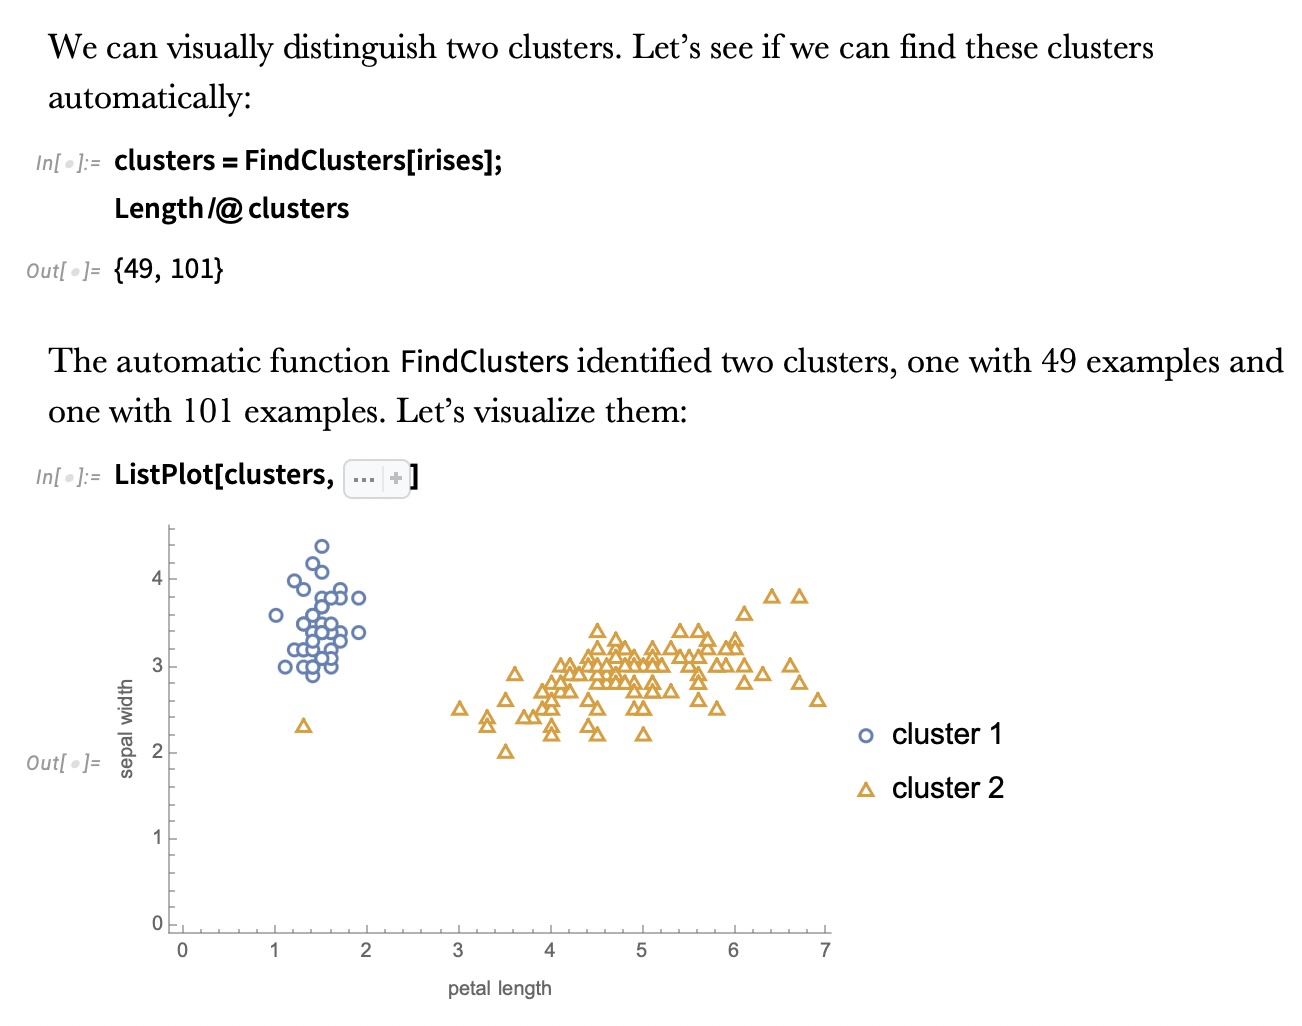 We can visually distinguish two clusters. Let’s see if we can find these clusters
automatically:
In[•]:= clusters = FindClusters[irises];
Length /@ clusters
Out[•]= {49, 101}
The automatic function FindClusters identified two clusters, one with 49 examples and
one with 101 examples. Let’s visualize them:
In[•]:= ListPlot[clusters, ... +]
Out[•]=
sepal width
4
3
2
1
0
0 1 2 3 4 5 6 7
petal length
cluster 1
cluster 2